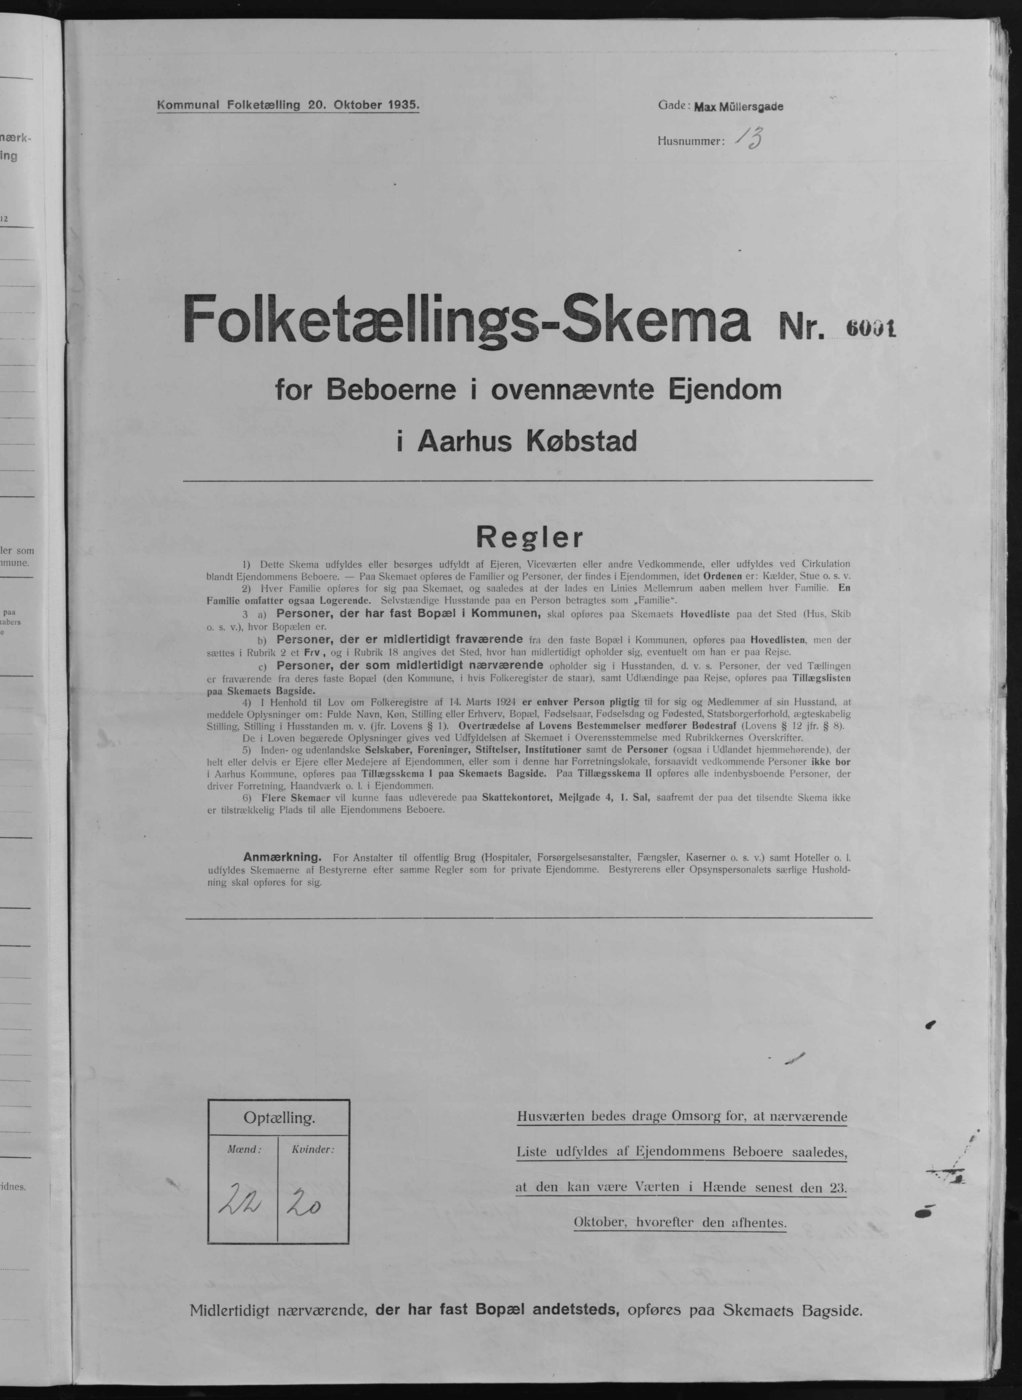 Kommunal Folketælling 20. Oktober 1935.
Gade: Max Müllersgade
Husnummer: 13
Folketællings-Skema Nr. 6001
for Beboerne i ovennævnte Ejendom
i Aarhus Købstad
Regler
1) Dette Skema udfyldes eller besørges udfyldt af Ejeren, Viceværten eller andre Vedkommende, eller udfyldes ved Cirkulation
blandt Ejendommens Beboere. — Paa Skemaet opføres de Familier og Personer, der findes i Ejendommen, idet Ordenen er: Kælder, Stue o. s. v.
2) Hver Familie opføres for sig paa Skemaet, og saaledes at der lades en Linies Mellemrum aaben mellem hver Familie. En
Familie omfatter ogsaa Logerende. Selvstændige Husstande paa en Person betragtes som „Familie“.
3 a) Personer, der har fast Bopæl i Kommunen, skal opføres paa Skemaets Hovedliste paa det Sted (Hus, Skib
o. s. v.), hvor Bopælen er.
b) Personer, der er midlertidigt fraværende fra den faste Bopæl i Kommunen, opføres paa Hovedlisten, men der
sættes i Rubrik 2 et Frv., og i Rubrik 18 angives det Sted, hvor han midlertidigt opholder sig, eventuelt om han er paa Rejse.
c) Personer, der som midlertidigt nærværende opholder sig i Husstanden, d. v. s. Personer, der ved Tællingen
er fraværende fra deres faste Bopæl (den Kommune, i hvis Folkeregister de staar), samt Udlændinge paa Rejse, opføres paa Tillægslisten
paa Skemaets Bagside.
4) I Henhold til Lov om Folkeregistre af 14. Marts 1924 er enhver Person pligtig til for sig og Medlemmer af sin Husstand, at
meddele Oplysninger om: Fulde Navn, Køn, Stilling eller Erhverv, Bopæl, Fødselsaar, Fødselsdag og Fødested, Statsborgerforhold, ægteskabelig
Stilling, Stilling i Husstanden m. v. (jfr. Lovens § 1). Overtrædelse af Lovens Bestemmelser medfører Bødestraf (Lovens § 12 jfr. § 8).
De i Loven begærede Oplysninger gives ved Udfyldelsen af Skemaet i Overensstemmelse med Rubrikkernes Overskrifter.
5) Inden- og udenlandske Selskaber, Foreninger, Stiftelser, Institutioner samt de Personer (ogsaa i Udlandet hjemmehørende), der
helt eller delvis er Ejere eller Medejere af Ejendommen, eller som i denne har Forretningslokale, forsaavidt vedkommende Personer ikke bor
i Aarhus Kommune, opføres paa Tillægsskema I paa Skemaets Bagside. Paa Tillægsskema II opføres alle indenbysboende Personer, der
driver Forretning, Haandværk o. l. i Ejendommen.
6) Flere Skemaer vil kunne faas udleverede paa Skattekontoret, Mejlgade 4, 1. Sal, saafremt der paa det tilsendte Skema ikke
er tilstrækkelig Plads til alle Ejendommens Beboere.
Anmærkning. For Anstalter til offentlig Brug (Hospitaler, Forsørgelsesanstalter, Fængsler, Kaserner o. s. v.) samt Hoteller o. l.
udfyldes Skemaerne af Bestyrerne efter samme Regler som for private Ejendomme. Bestyrerens eller Opsynspersonalets særlige Hushold-
ning skal opføres for sig.
Optælling.
Mænd: Kvinder:
22 20
Husværten bedes drage Omsorg for, at nærværende
Liste udfyldes af Ejendommens Beboere saaledes,
at den kan være Værten i Hænde senest den 23.
Oktober, hvorefter den afhentes.
Midlertidigt nærværende, der har fast Bopæl andetsteds, opføres paa Skemaets Bagside.